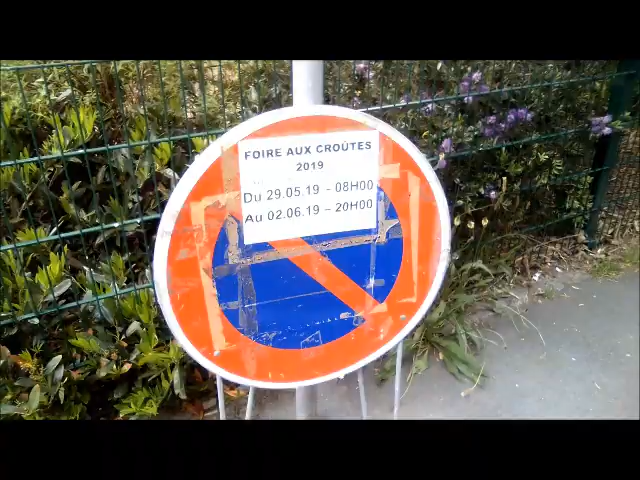 FOIRE AUX CROÛTES
2019
Du 29.05.19 - 08H00
Au 02.06.19 - 20H00